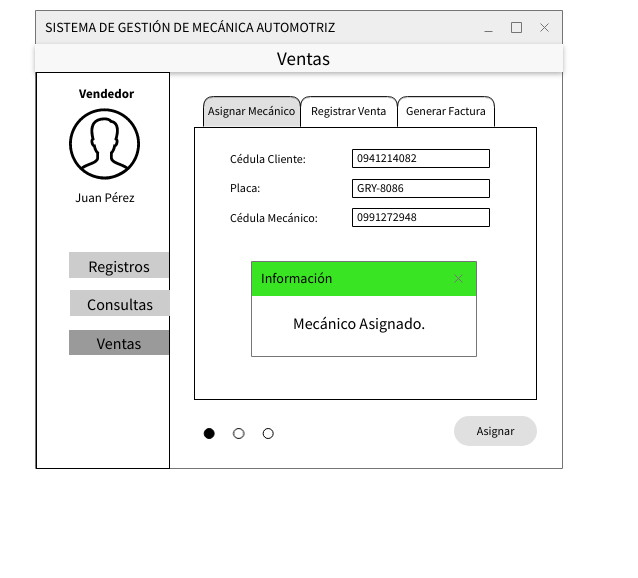 SISTEMA DE GESTIÓN DE MECÁNICA AUTOMOTRIZ
Ventas
Vendedor
Juan Pérez
Registros
Consultas
Ventas
Asignar Mecánico Registrar Venta Generar Factura
Cédula Cliente: 0941214082
Placa: GRY-8086
Cédula Mecánico: 0991272948
Información
Mecánico Asignado.
Asignar